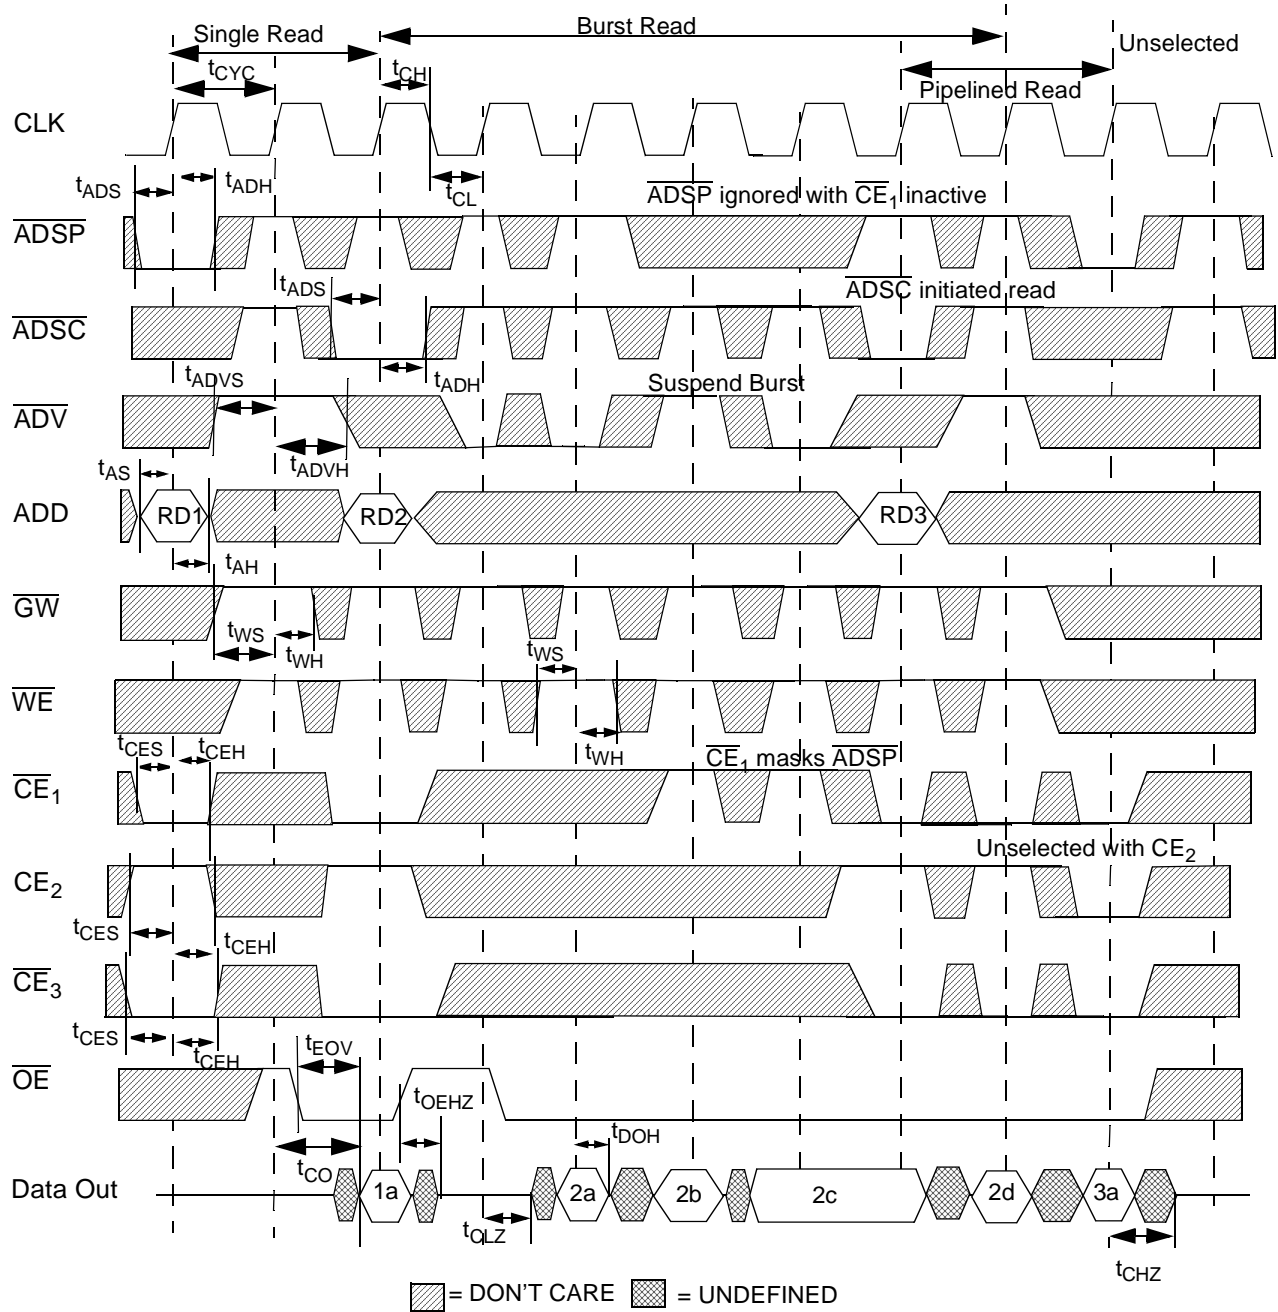 Single Read
Burst Read
Unselected
tCYC
tCH
Pipelined Read
CLK
tADS
tADH
tCL
ADSP ignored with CE1 inactive
ADSP
tADS
ADSC initiated read
ADSC
tADVS
tADH
Suspend Burst
ADV
tAS
tADVH
ADD
RD1
RD2
RD3
tAH
GW
tWS
tWH
tWS
WE
tCES
tCEH
tWH
CE1 masks ADSP
CE1
Unselected with CE2
CE2
tCES
tCEH
CE3
tCES
tCEH
tEOV
OE
tOEHZ
tDOH
tCO
Data Out
1a
2a
2b
2c
2d
3a
tCLZ
tCHZ
= DON'T CARE
= UNDEFINED